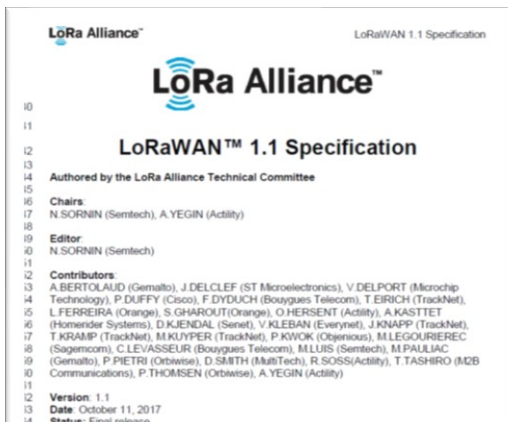 LoRa Alliance™ LoRaWAN 1.1 Specification
LoRa Alliance™
LoRaWAN™ 1.1 Specification
Authored by the LoRa Alliance Technical Committee
Chairs:
N.SORNIN (Semtech), A.YEGIN (Actility)
Editor:
N.SORNIN (Semtech)
Contributors:
A.BERTOLAUD (Gemalto), J.DELCLEF (ST Microelectronics), V.DELPORT (Microchip
Technology), P.DUFFY (Cisco), F.DYDUCH (Bouygues Telecom), T.EIRICH (TrackNet),
L.FERREIRA (Orange), S.GHAROUT(Orange), O.HERSENT (Actility), A.KASTTET
(Homerider Systems), D.KJENDAL (Senet), V.KLEBAN (Everynet), J.KNAPP (TrackNet),
T.KRAMP (TrackNet), M.KUYPER (TrackNet), P.KWOK (Objenious), M.LEGOURIEREC
(Sagemcom), C.LEVASSEUR (Bouygues Telecom), M.LUIS (Semtech), M.PAULIAC
(Gemalto), P.PIETRI (Orbiwise), D.SMITH (MultiTech), R.SOSS(Actility), T.TASHIRO (M2B
Communications), P.THOMSEN (Orbiwise), A.YEGIN (Actility)
Version: 1.1
Date: October 11, 2017
Status: Final release